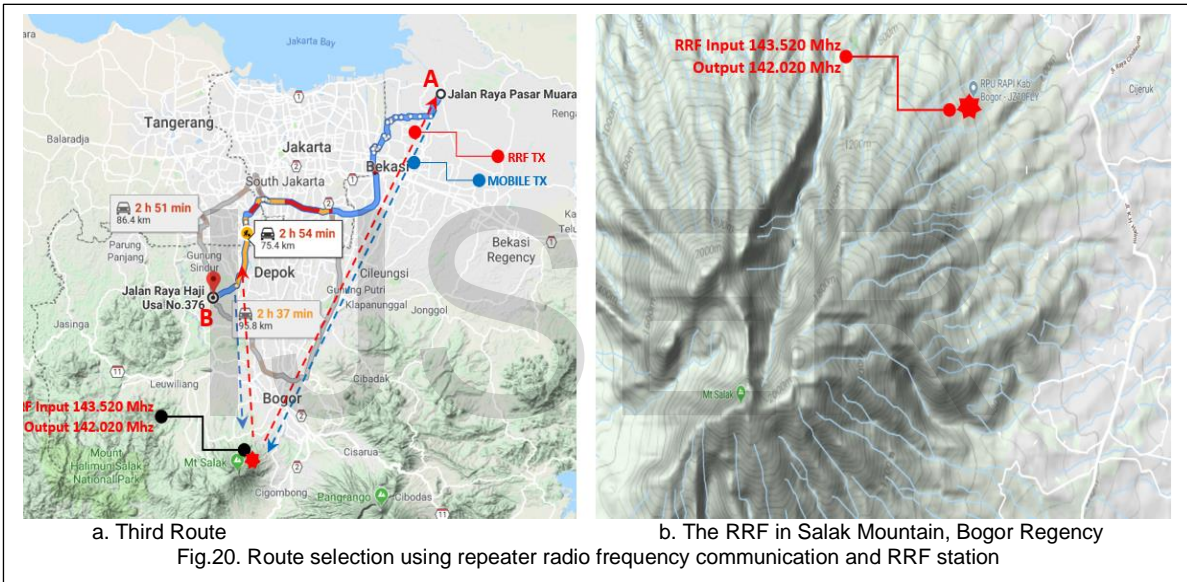 Jakarta Bay
A
Jalan Raya Pasar Muara
Renga
Tangerang
Balaradja
Jakarta
RRF TX
Bekasi
MOBILE TX
South Jakarta
2 h 51 min
86.4 km
2 h 54 min
75.4 km
Parung
Panjang
Gunung
Sindur
Bekasi
Regency
Depok
Cileungsi
Jalan Raya Haji
Usa No.376
B
Gunung Putri
Klapanunggal
2 h 37 min
95.8 km
Jonggol
Jasinga
Leuwiliang
Cibadak
Bogor
RF Input 143.520 Mhz
Output 142.020 Mhz
Mount
Halimun Salak
NationalPark
Mt Salak
Cisarua
Cigombong
Pangrango
Cibodas
RRF Input 143.520 Mhz
Output 142.020 Mhz
RPU RAPI Kab
Bogor - JZ10FLY
Cijeruk
1200m
Mt Salak
a. Third Route
b. The RRF in Salak Mountain, Bogor Regency
Fig.20. Route selection using repeater radio frequency communication and RRF station